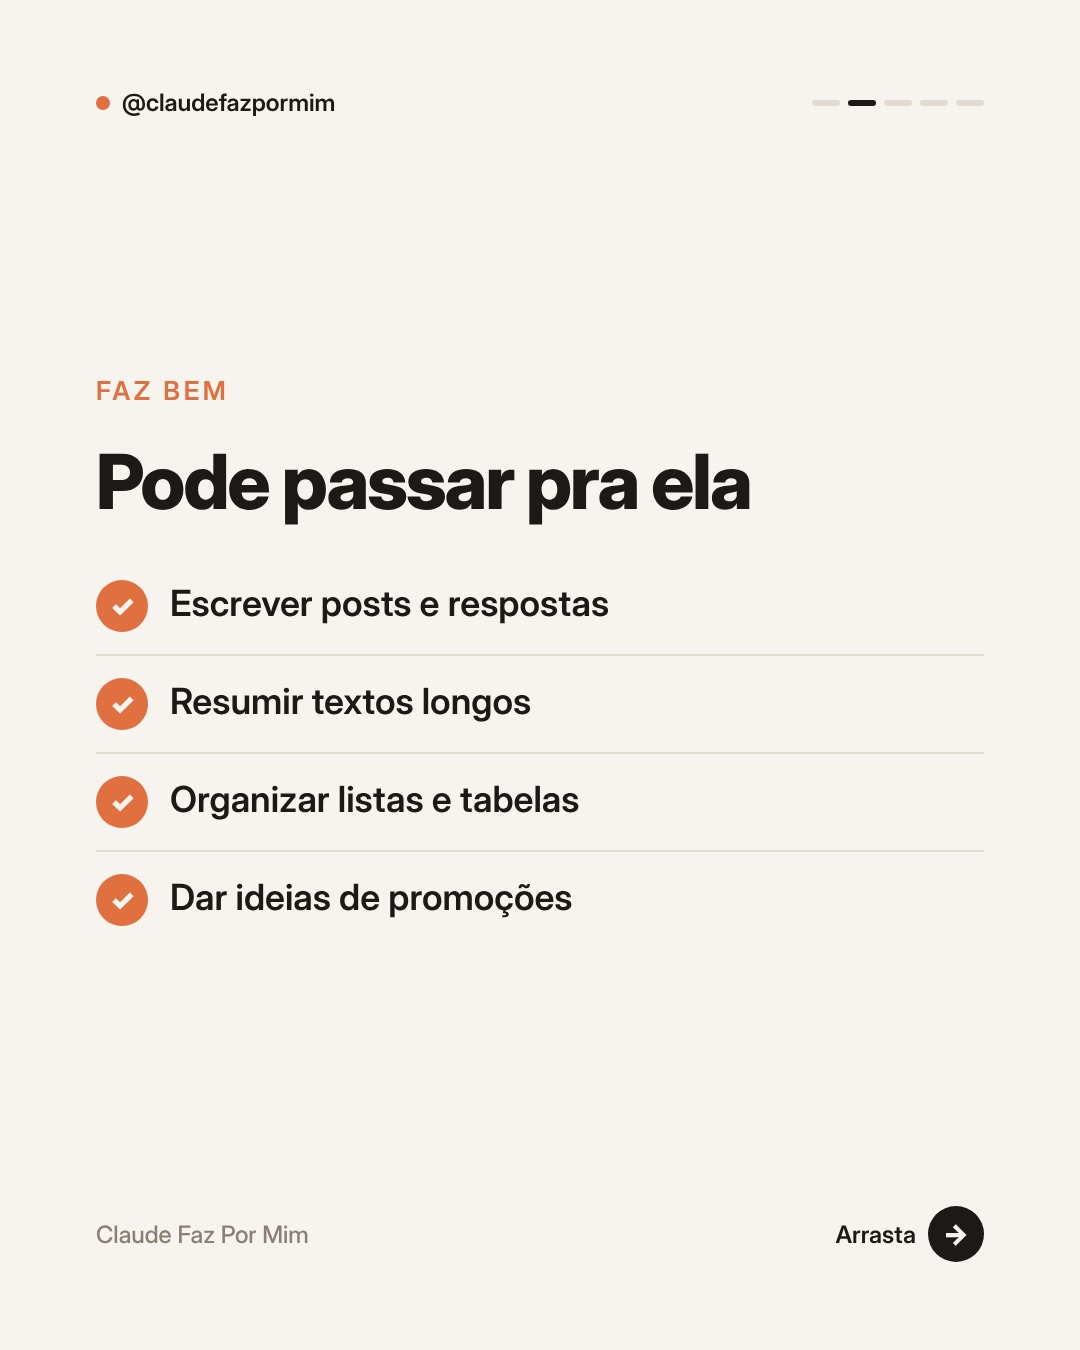 @claudefazpormim
FAZ BEM
Pode passar pra ela
Escrever posts e respostas
Resumir textos longos
Organizar listas e tabelas
Dar ideias de promoções
Claude Faz Por Mim
Arrasta